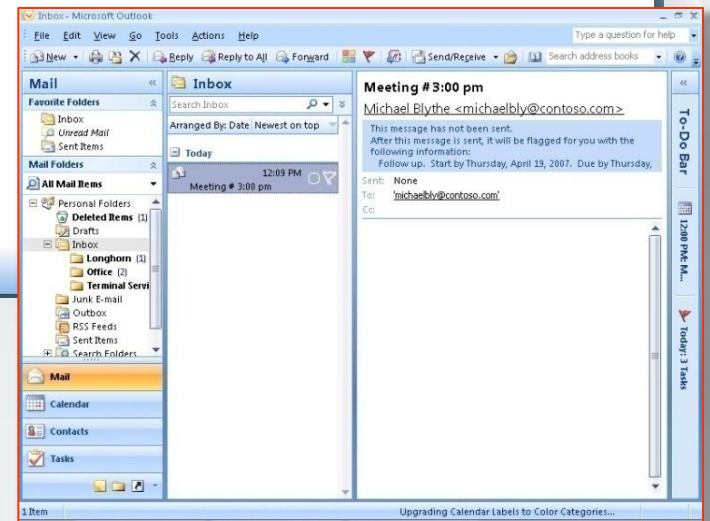 Inbox - Microsoft Outlook
File Edit View Go Tools Actions Help
Type a question for help
New Reply Reply to All Forward Send/Receive Search address books
Mail
Favorite Folders
Inbox
Unread Mail
Sent Items
Mail Folders
All Mail Items
Personal Folders
Deleted Items (1)
Drafts
Inbox
Longhorn (1)
Office (2)
Terminal Servi
Junk E-mail
Outbox
RSS Feeds
Sent Items
Search Folders
Mail
Calendar
Contacts
Tasks
1 Item
Inbox
Search Inbox
Arranged By: Date Newest on top
Today
12:09 PM
Meeting # 3:00 pm
Meeting # 3:00 pm
Michael Blythe <michaelbly@contoso.com>
This message has not been sent.
After this message is sent, it will be flagged for you with the
following information:
Follow up. Start by Thursday, April 19, 2007. Due by Thursday,
Sent: None
To: 'michaelbly@contoso.com'
Cc:
To-Do Bar
12:00 PM: M...
Today: 3 Tasks
Upgrading Calendar Labels to Color Categories...